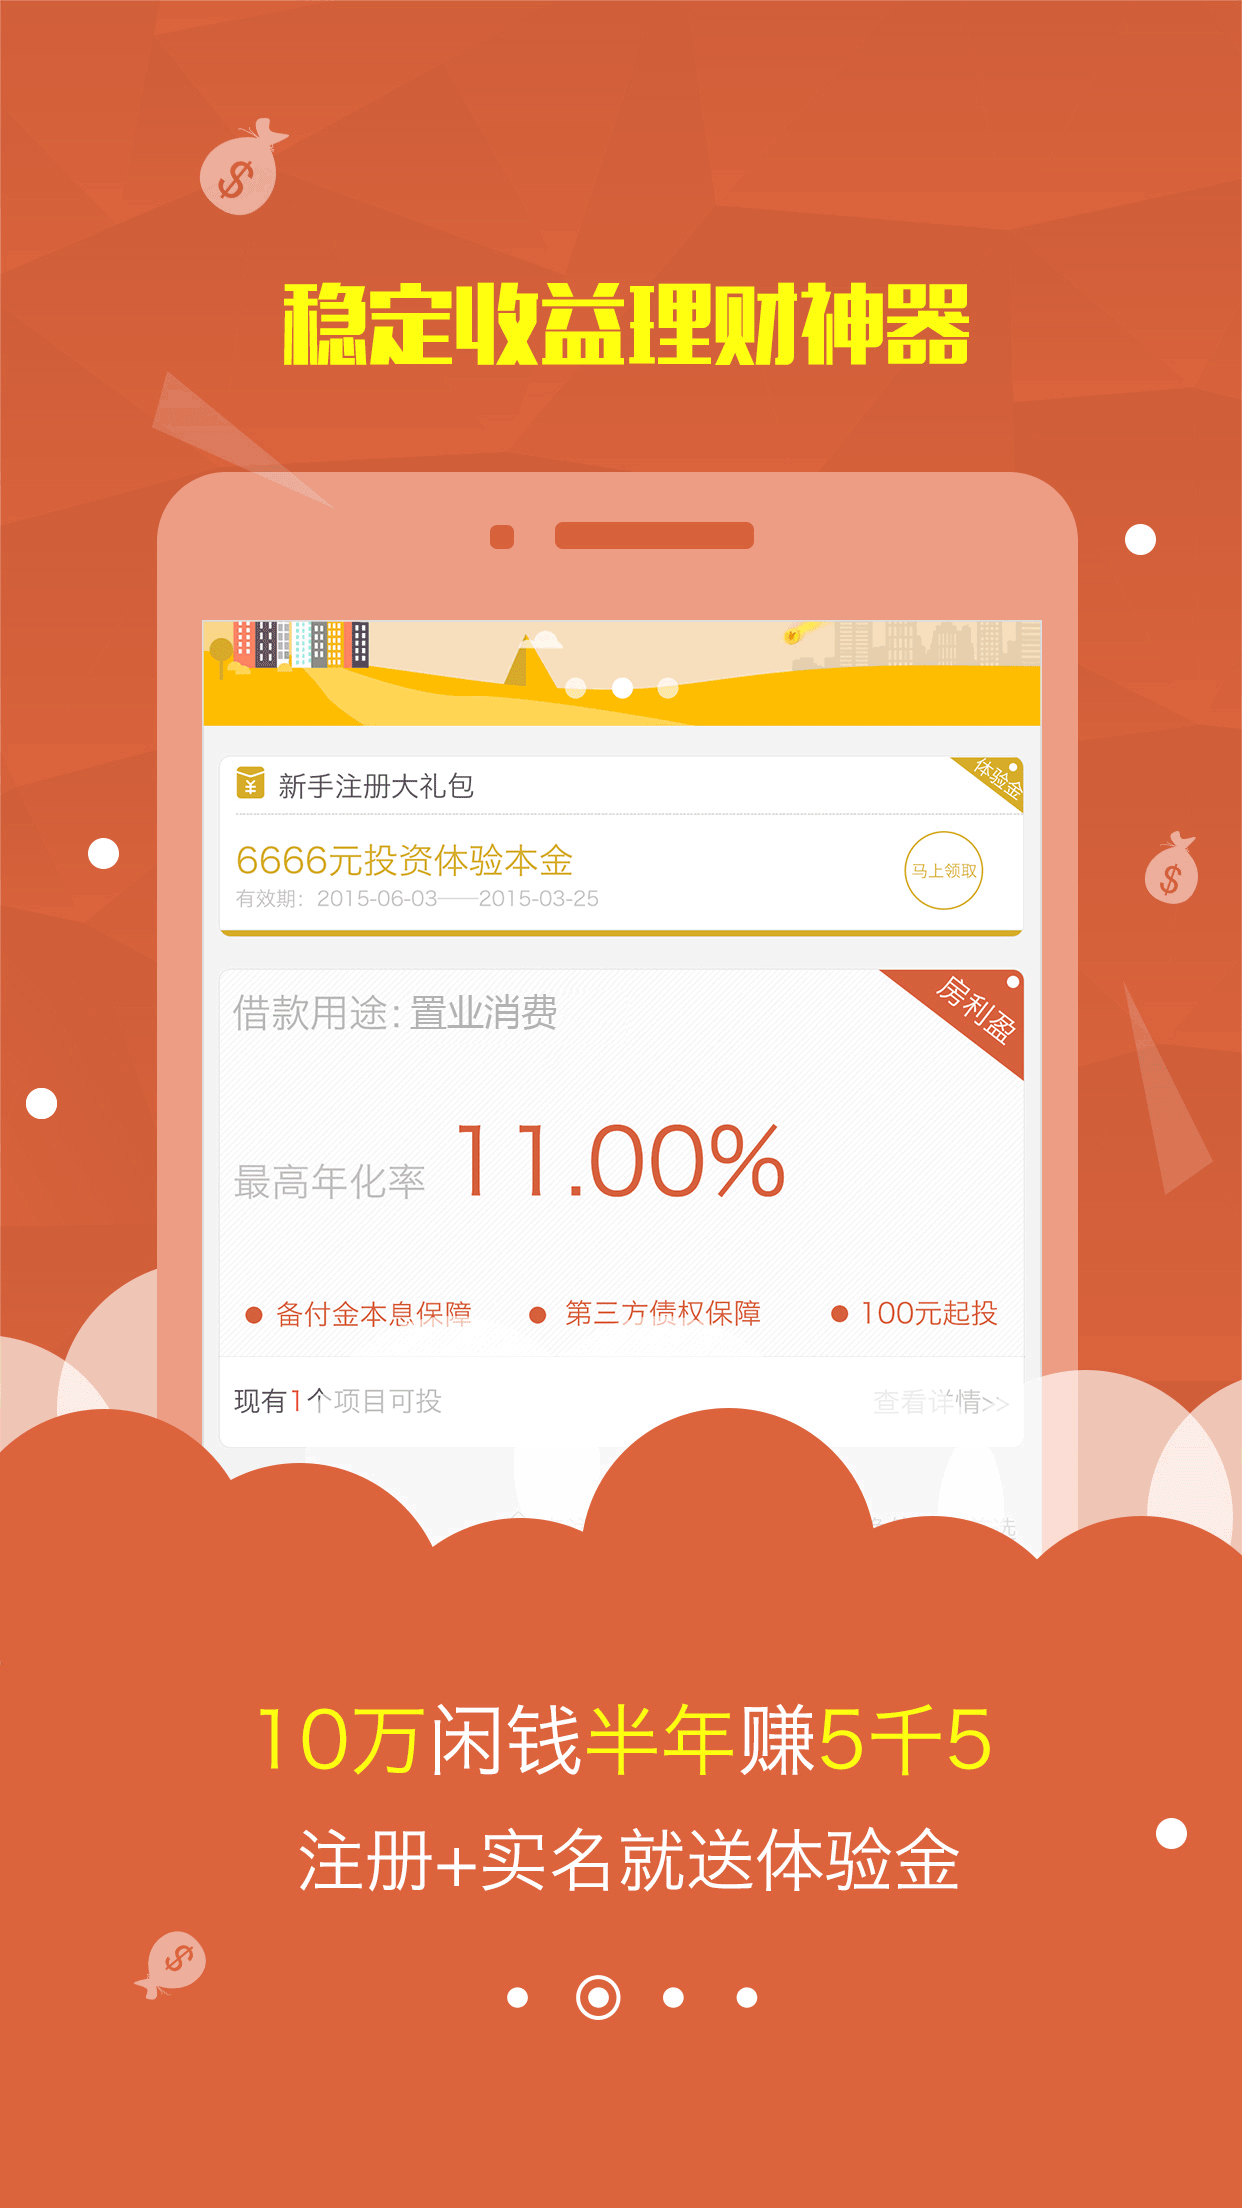 稳定收益理财神器
新手注册大礼包
体验金
6666元投资体验本金
马上领取
有效期：2015-06-03——2015-03-25
借款用途：置业消费
房利盈
最高年化率 11.00%
备付金本息保障 第三方债权保障 100元起投
现有1个项目可投 查看详情>>
10万闲钱半年赚5千5
注册+实名就送体验金